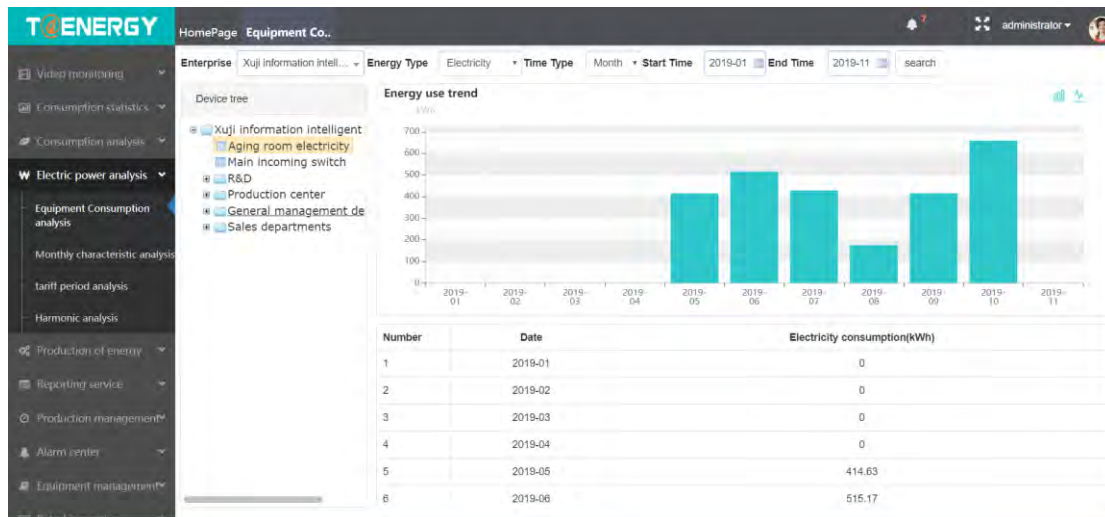 T@ENERGY
HomePage Equipment Co..
7
administrator
Enterprise Xuji information intell... Energy Type Electricity Time Type Month Start Time 2019-01 End Time 2019-11 search
Video monitoring
Consumption statistics
Consumption analysis
Electric power analysis
Equipment Consumption
analysis
Monthly characteristic analysis
tariff period analysis
Harmonic analysis
Production of energy
Reporting service
Production management
Alarm center
Equipment management
Device tree
Xuji information intelligent
Aging room electricity
Main incoming switch
R&D
Production center
General management de
Sales departments
Energy use trend
kWh
700
600
500
400
300
200
100
0
2019-01
2019-02
2019-03
2019-04
2019-05
2019-06
2019-07
2019-08
2019-09
2019-10
2019-11
Number Date Electricity consumption(kWh)
1 2019-01 0
2 2019-02 0
3 2019-03 0
4 2019-04 0
5 2019-05 414.63
6 2019-06 515.17